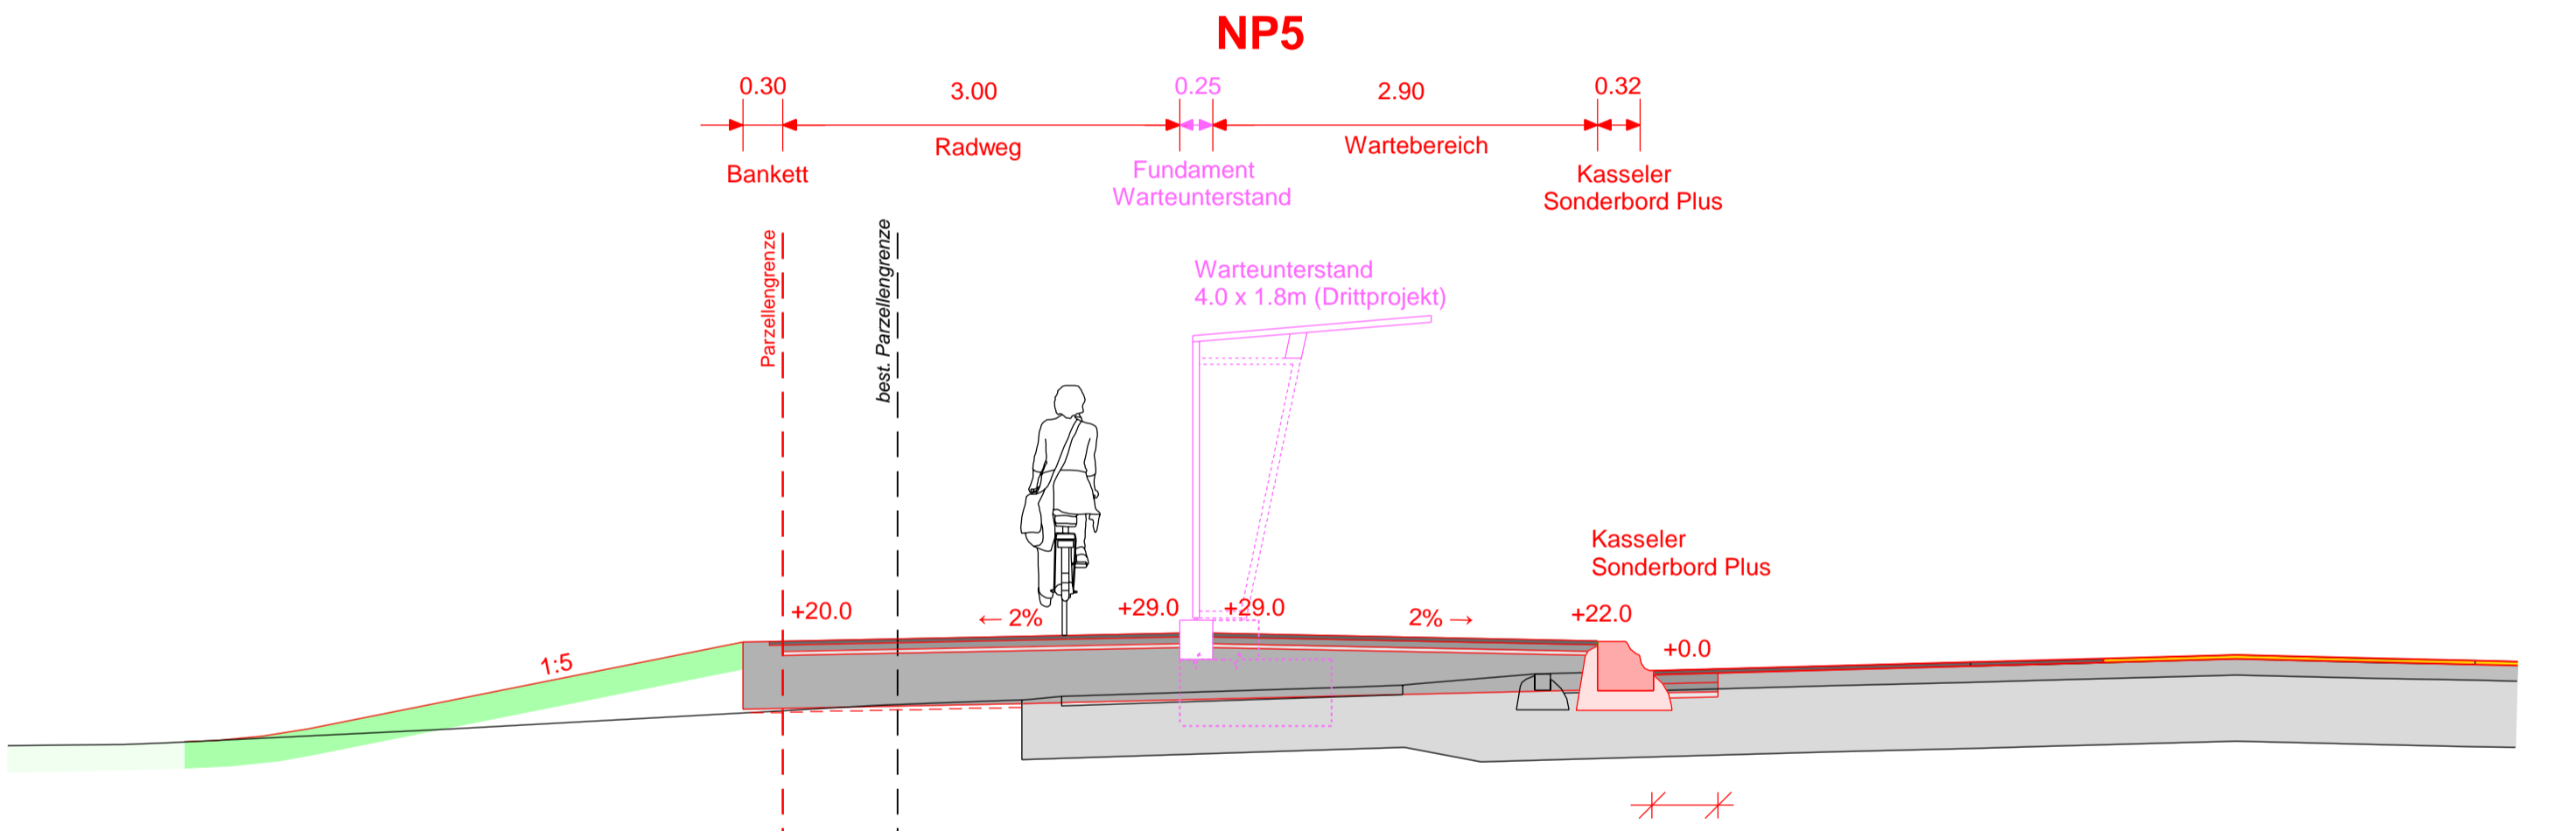 NP5
0.30
3.00
0.25
2.90
0.32
Radweg
Wartebereich
Bankett
Fundament
Warteunterstand
Kasseler
Sonderbord Plus
Parzellengrenze
best. Parzellengrenze
Warteunterstand
4.0 x 1.8m (Drittprojekt)
Kasseler
Sonderbord Plus
+20.0
← 2%
+29.0
+29.0
2% →
+22.0
+0.0
1:5